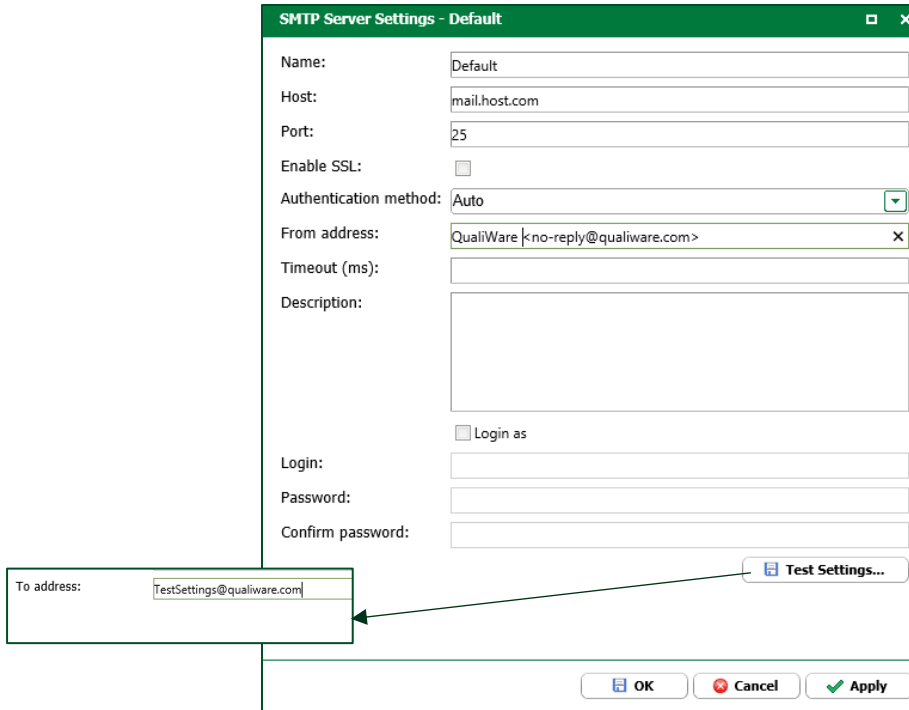 SMTP Server Settings - Default
Name: Default
Host: mail.host.com
Port: 25
Enable SSL:
Authentication method: Auto
From address: QualiWare <no-reply@qualiware.com>
Timeout (ms):
Description:
Login as
Login:
Password:
Confirm password:
Test Settings...
To address: TestSettings@qualiware.com
OK Cancel Apply